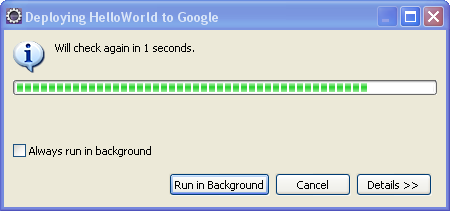 Deploying HelloWorld to Google
Will check again in 1 seconds.
Always run in background
Run in Background Cancel Details >>